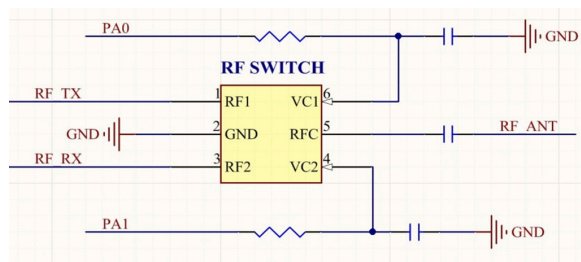 PA0
GND
RF SWITCH
RF_TX 1 RF1 VC1 6
GND 2 GND RFC 5 RF_ANT
RF_RX 3 RF2 VC2 4
PA1
GND